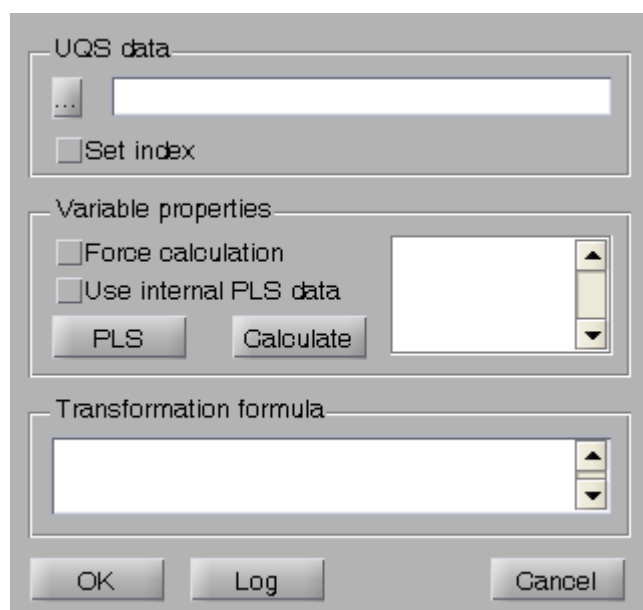 UQS data
...
Set index
Variable properties
Force calculation
Use internal PLS data
PLS Calculate
Transformation formula
OK Log Cancel